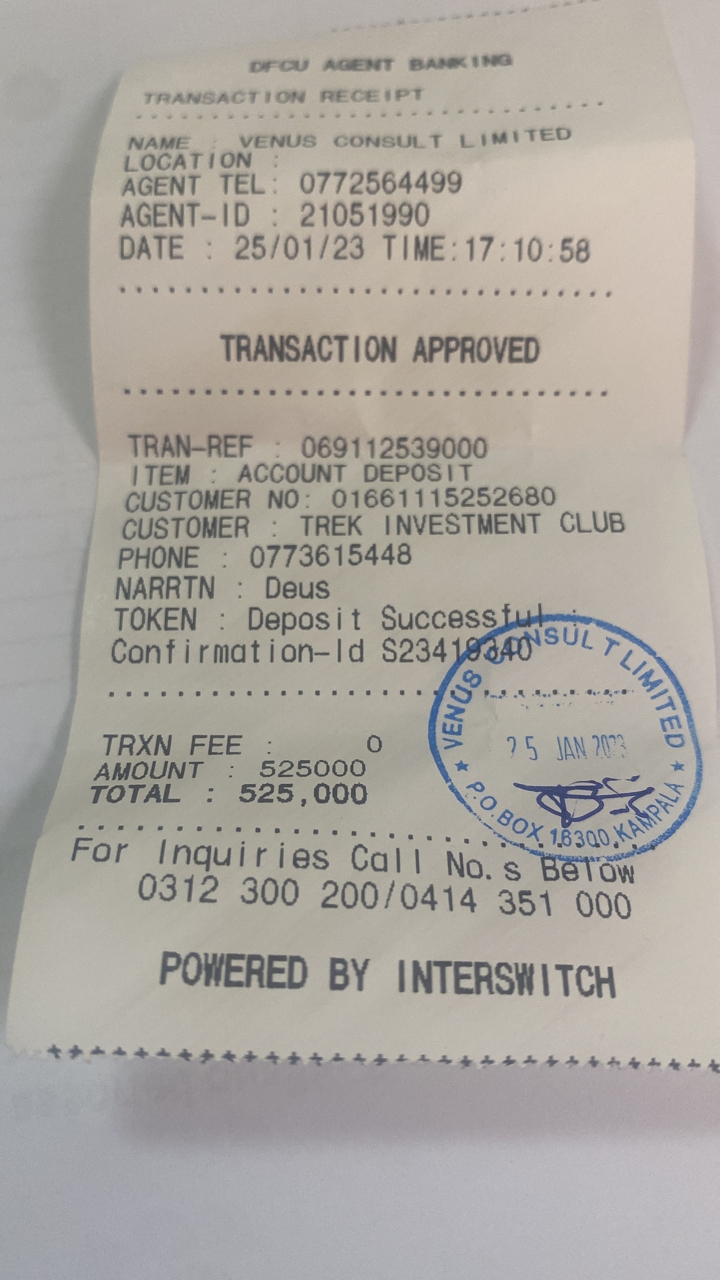 DFCU AGENT BANKING
TRANSACTION RECEIPT
NAME : VENUS CONSULT LIMITED
LOCATION :
AGENT TEL: 0772564499
AGENT-ID : 21051990
DATE : 25/01/23 TIME:17:10:58
TRANSACTION APPROVED
TRAN-REF : 069112539000
ITEM : ACCOUNT DEPOSIT
CUSTOMER NO: 01661115252680
CUSTOMER : TREK INVESTMENT CLUB
PHONE : 0773615448
NARRTN : Deus
TOKEN : Deposit Successful :
Confirmation-Id S23419340
VENUS CONSULT LIMITED
25 JAN 2023
★ P.O.BOX 16300, KAMPALA ★
TRXN FEE : 0
AMOUNT : 525000
TOTAL : 525,000
For Inquiries Call No.s Below
0312 300 200/0414 351 000
POWERED BY INTERSWITCH